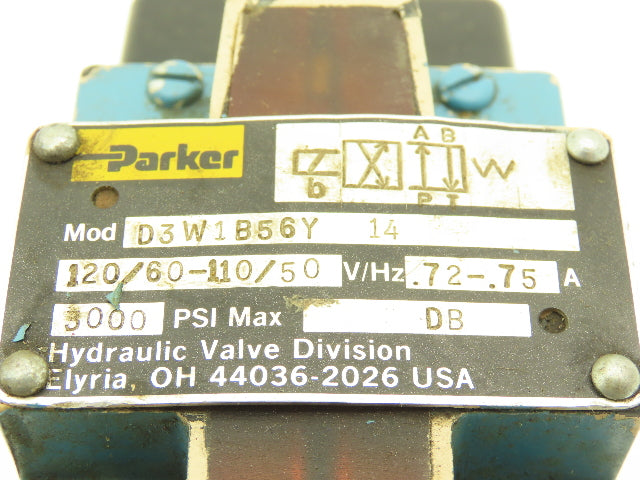 Parker
A B
b
P T
Mod D3W1B56Y 14
120/60-110/50 V/Hz .72-.75 A
3000 PSI Max DB
Hydraulic Valve Division
Elyria, OH 44036-2026 USA